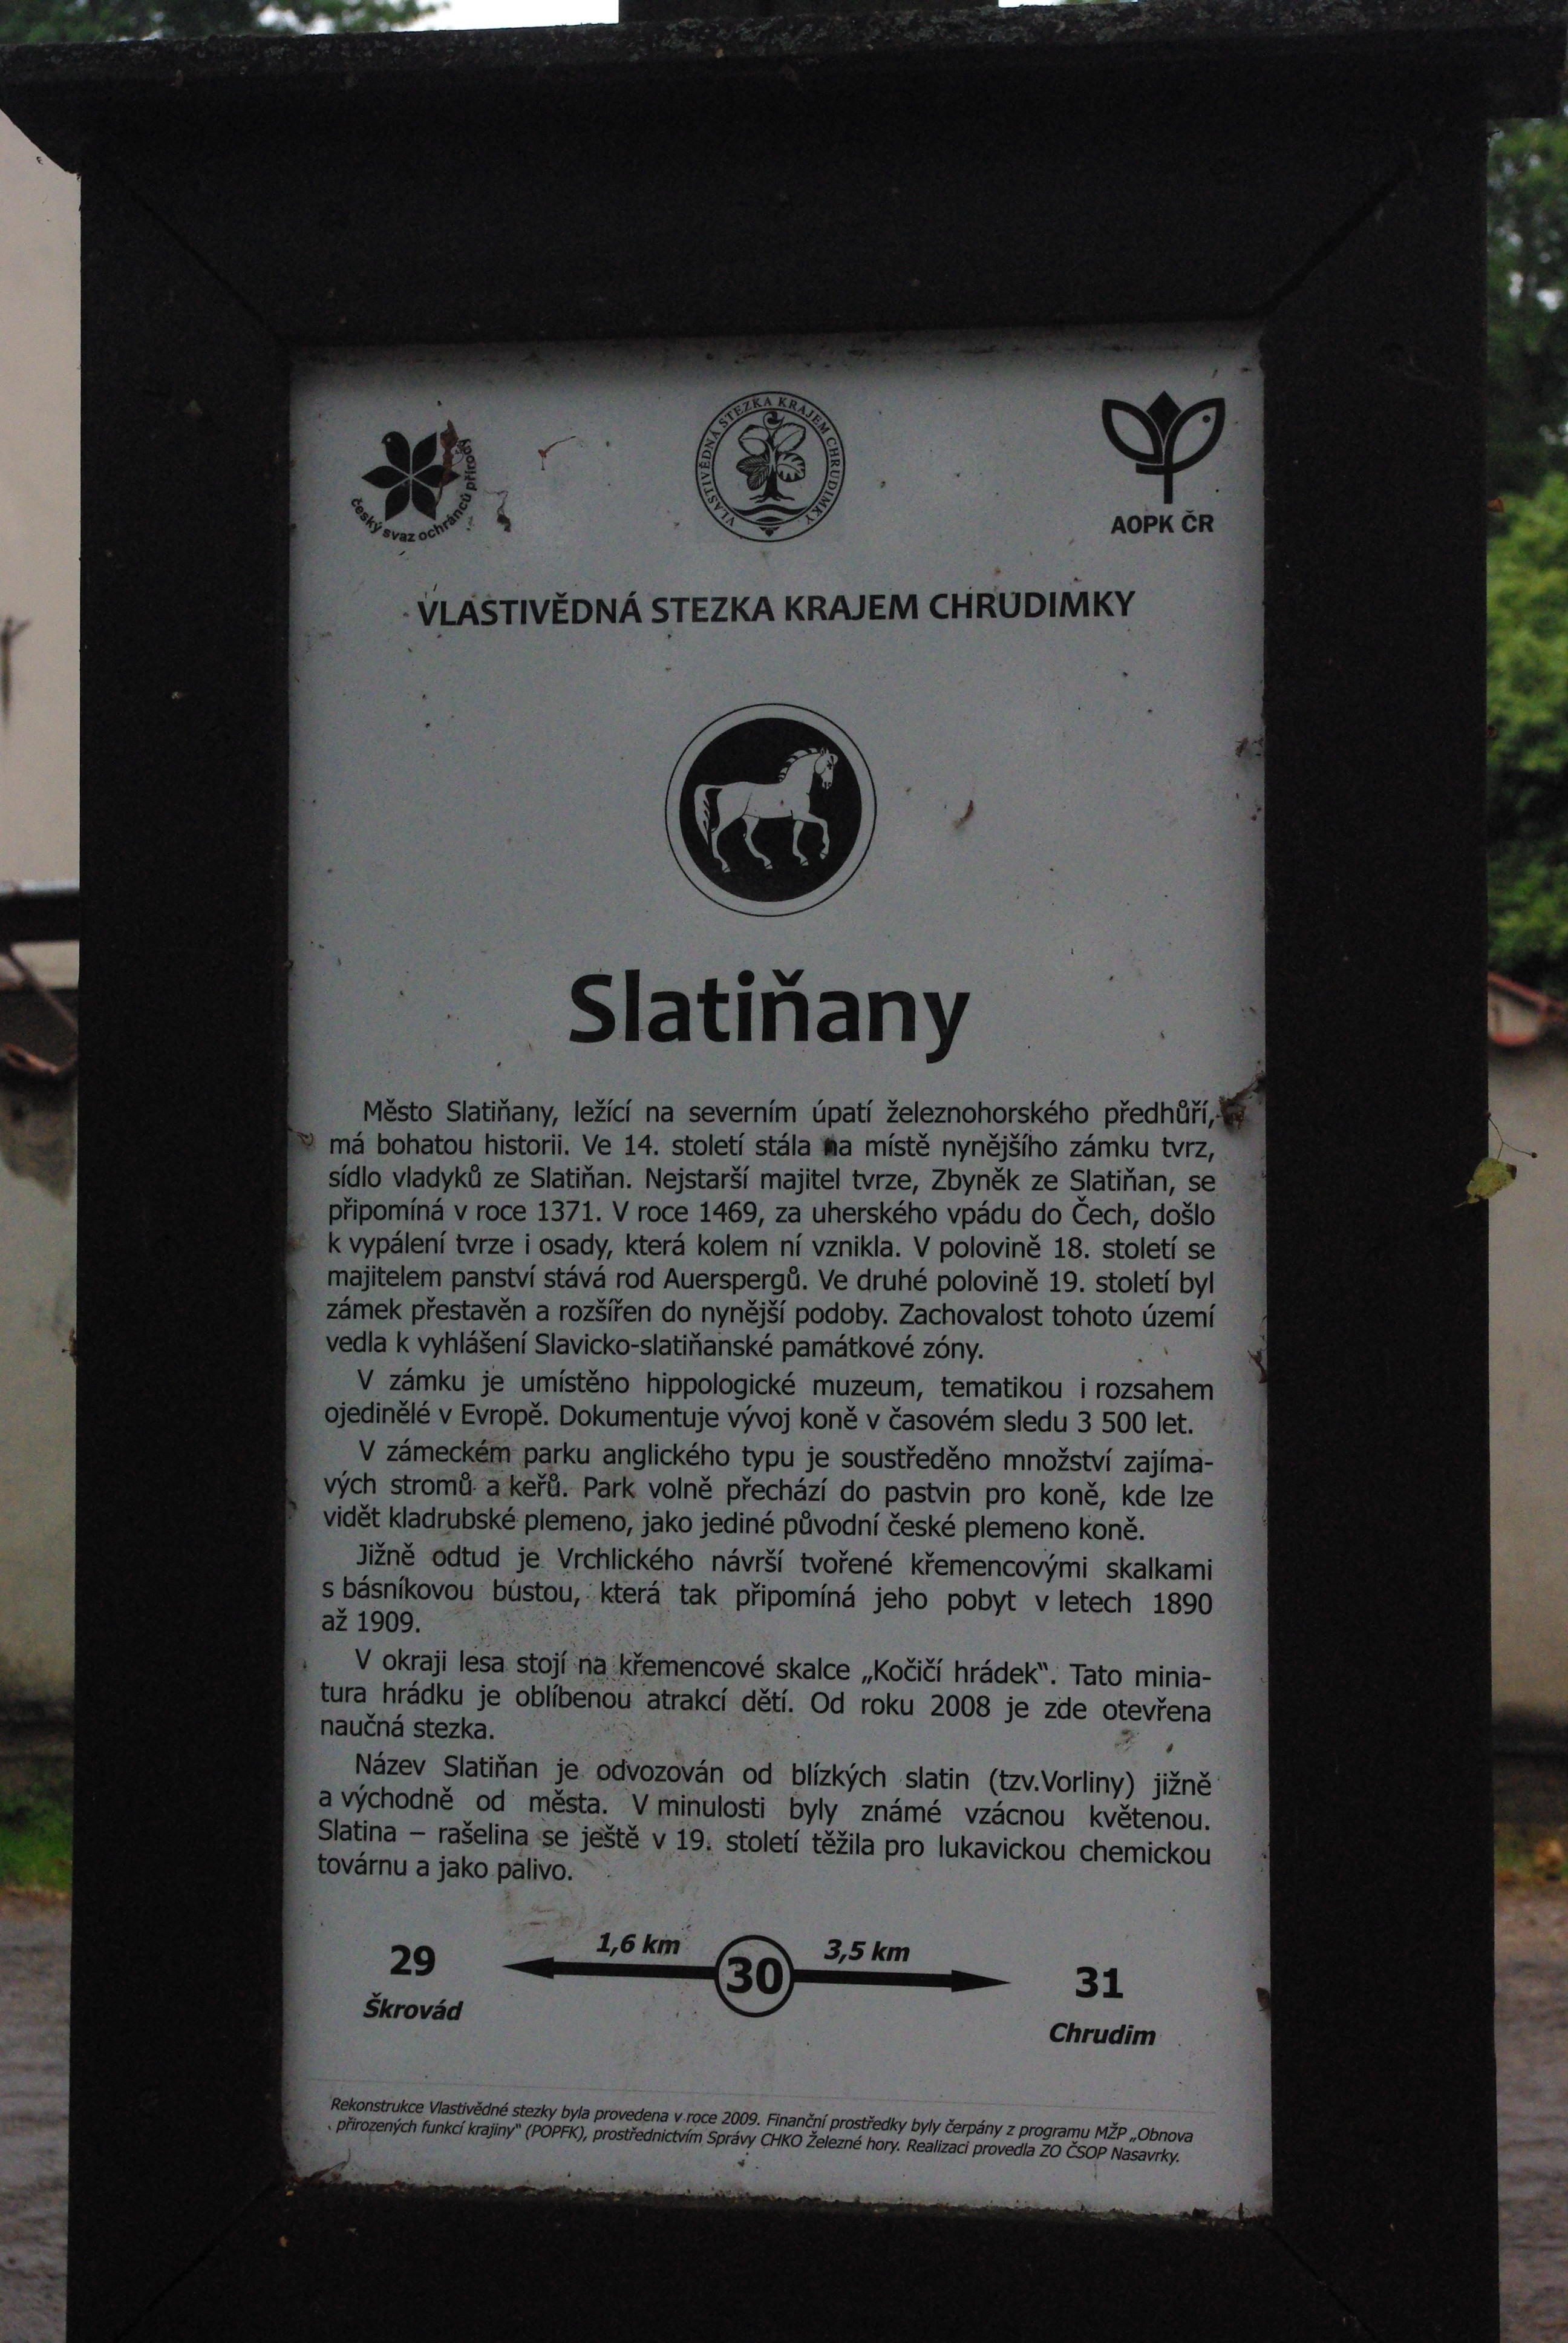 český svaz ochránců přírody
VLASTIVĚDNÁ STEZKA KRAJEM CHRUDIMKY
AOPK ČR
VLASTIVĚDNÁ STEZKA KRAJEM CHRUDIMKY
Slatiňany
Město Slatiňany, ležící na severním úpatí železnohorského předhůří,
má bohatou historii. Ve 14. století stála na místě nynějšího zámku tvrz,
sídlo vladyků ze Slatiňan. Nejstarší majitel tvrze, Zbyněk ze Slatiňan, se
připomíná v roce 1371. V roce 1469, za uherského vpádu do Čech, došlo
k vypálení tvrze i osady, která kolem ní vznikla. V polovině 18. století se
majitelem panství stává rod Auerspergů. Ve druhé polovině 19. století byl
zámek přestavěn a rozšířen do nynější podoby. Zachovalost tohoto území
vedla k vyhlášení Slavicko-slatiňanské památkové zóny.
V zámku je umístěno hippologické muzeum, tematikou i rozsahem
ojedinělé v Evropě. Dokumentuje vývoj koně v časovém sledu 3 500 let.
V zámeckém parku anglického typu je soustředěno množství zajíma-
vých stromů a keřů. Park volně přechází do pastvin pro koně, kde lze
vidět kladrubské plemeno, jako jediné původní české plemeno koně.
Jižně odtud je Vrchlického návrší tvořené křemencovými skalkami
s básníkovou bustou, která tak připomíná jeho pobyt v letech 1890
až 1909.
V okraji lesa stojí na křemencové skalce „Kočičí hrádek“. Tato minia-
tura hrádku je oblíbenou atrakcí dětí. Od roku 2008 je zde otevřena
naučná stezka.
Název Slatiňan je odvozován od blízkých slatin (tzv.Vorliny) jižně
a východně od města. V minulosti byly známé vzácnou květenou.
Slatina – rašelina se ještě v 19. století těžila pro lukavickou chemickou
továrnu a jako palivo.
29 1,6 km 30 3,5 km 31
Škrovád Chrudim
Rekonstrukce Vlastivědné stezky byla provedena v roce 2009. Finanční prostředky byly čerpány z programu MŽP „Obnova
přirozených funkcí krajiny“ (POPFK), prostřednictvím Správy CHKO Železné hory. Realizaci provedla ZO ČSOP Nasavrky.